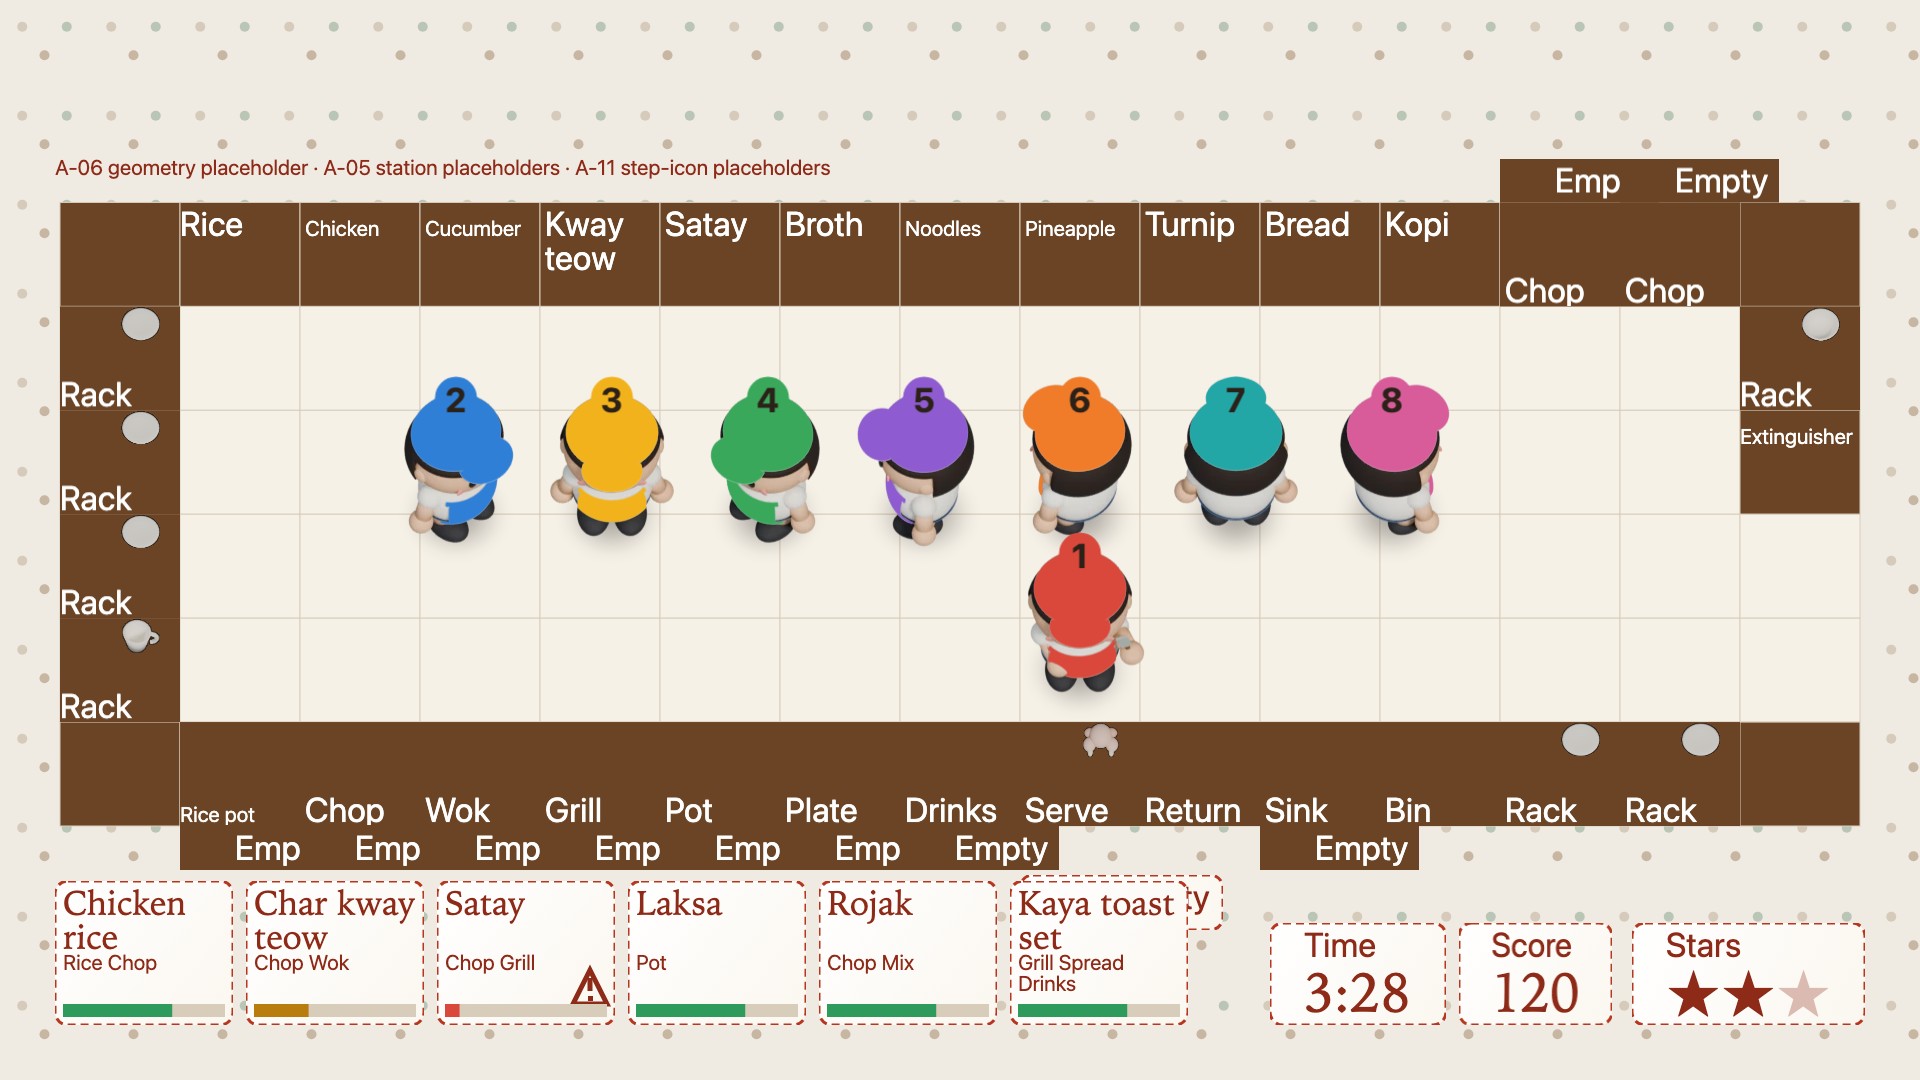 A-06 geometry placeholder · A-05 station placeholders · A-11 step-icon placeholders
Emp Empty
Rice Chicken Cucumber Kway Satay Broth Noodles Pineapple Turnip Bread Kopi
teow
Chop Chop
Rack Rack
2 3 4 5 6 7 8
Extinguisher
Rack
1
Rack
Rack
Rice pot Chop Wok Grill Pot Plate Drinks Serve Return Sink Bin Rack Rack
Emp Emp Emp Emp Emp Emp Empty Empty
Chicken
rice
Rice Chop
Char kway
teow
Chop Wok
Satay
Chop Grill
Laksa
Pot
Rojak
Chop Mix
Kaya toast
set
Grill Spread
Drinks
ty
Time
3:28
Score
120
Stars